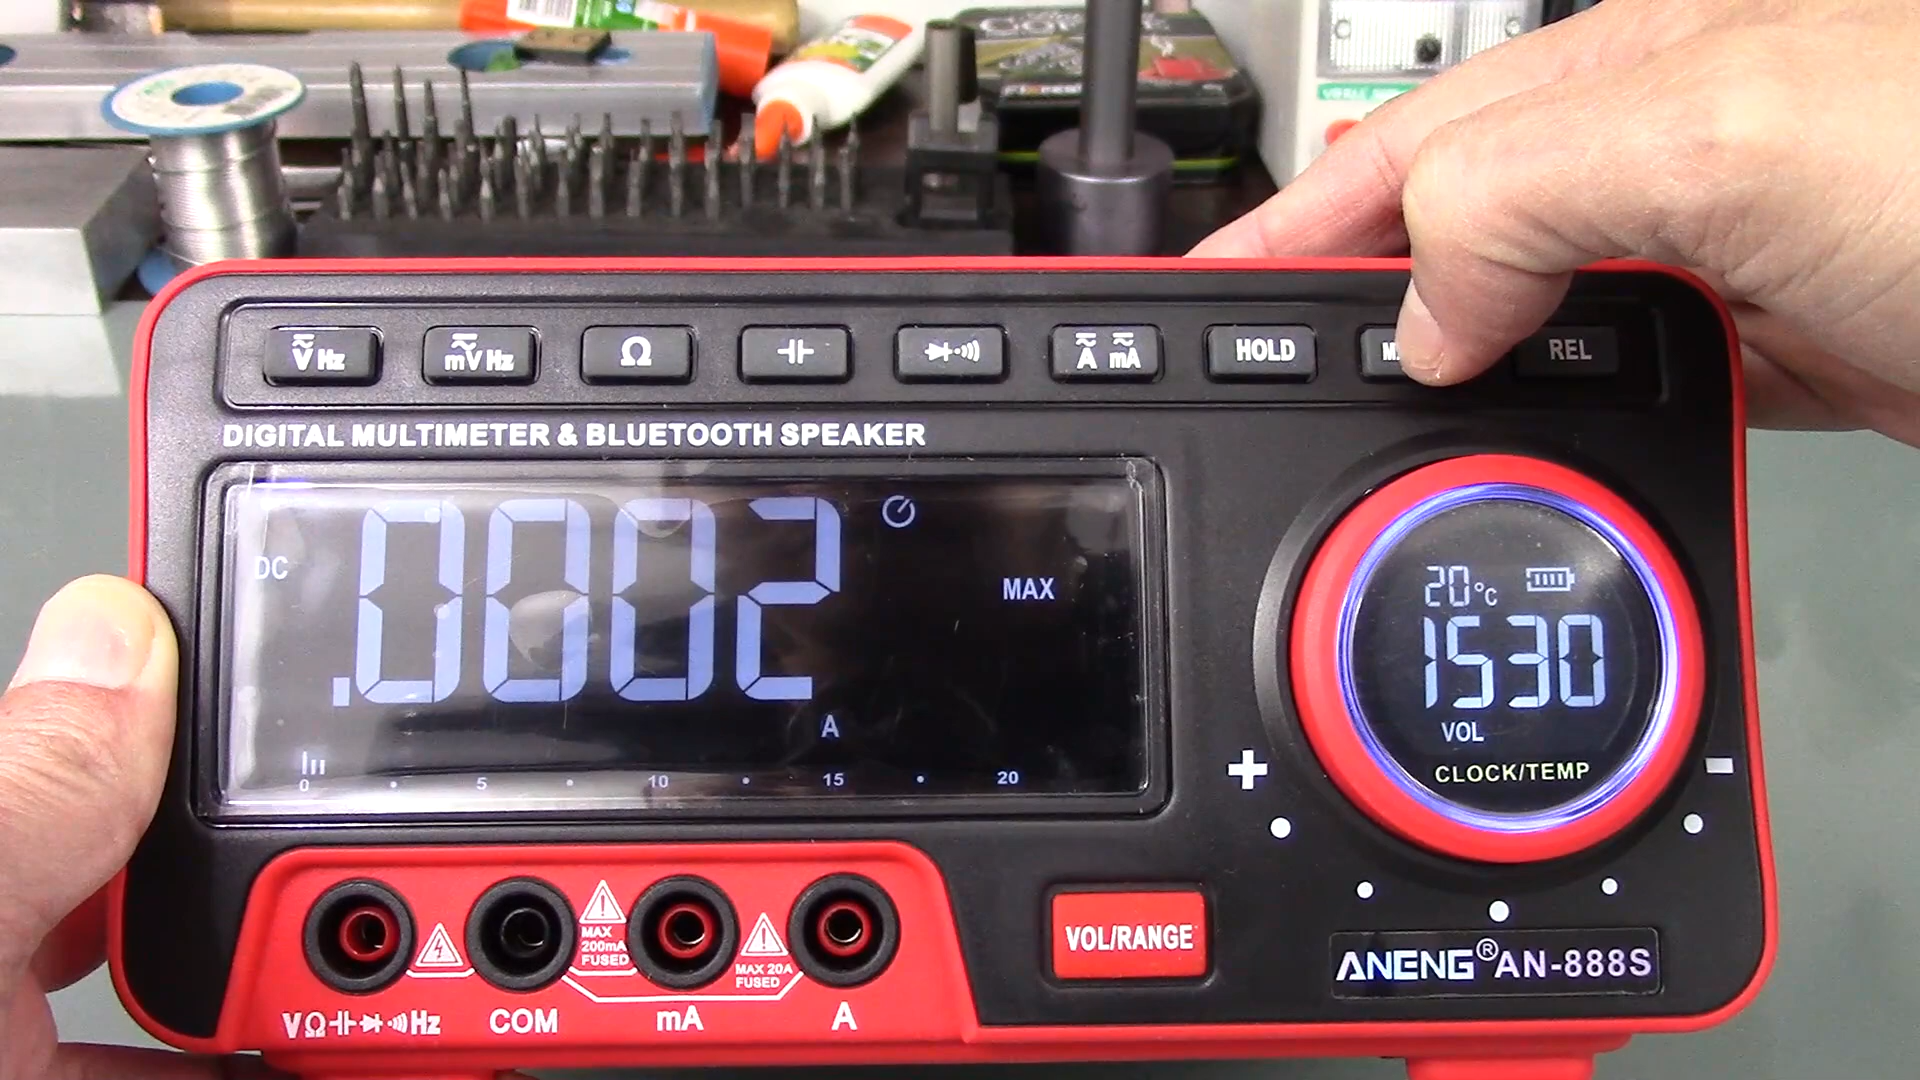 V Hz
mV Hz
Ω
A mA
HOLD
REL
DIGITAL MULTIMETER & BLUETOOTH SPEAKER
DC
.0002
MAX
A
0 • 5 • 10 • 15 • 20
20°C
1530
VOL
CLOCK/TEMP
+
-
MAX
200mA
FUSED
MAX 20A
FUSED
VΩ Hz
COM
mA
A
VOL/RANGE
ANENG® AN-888S